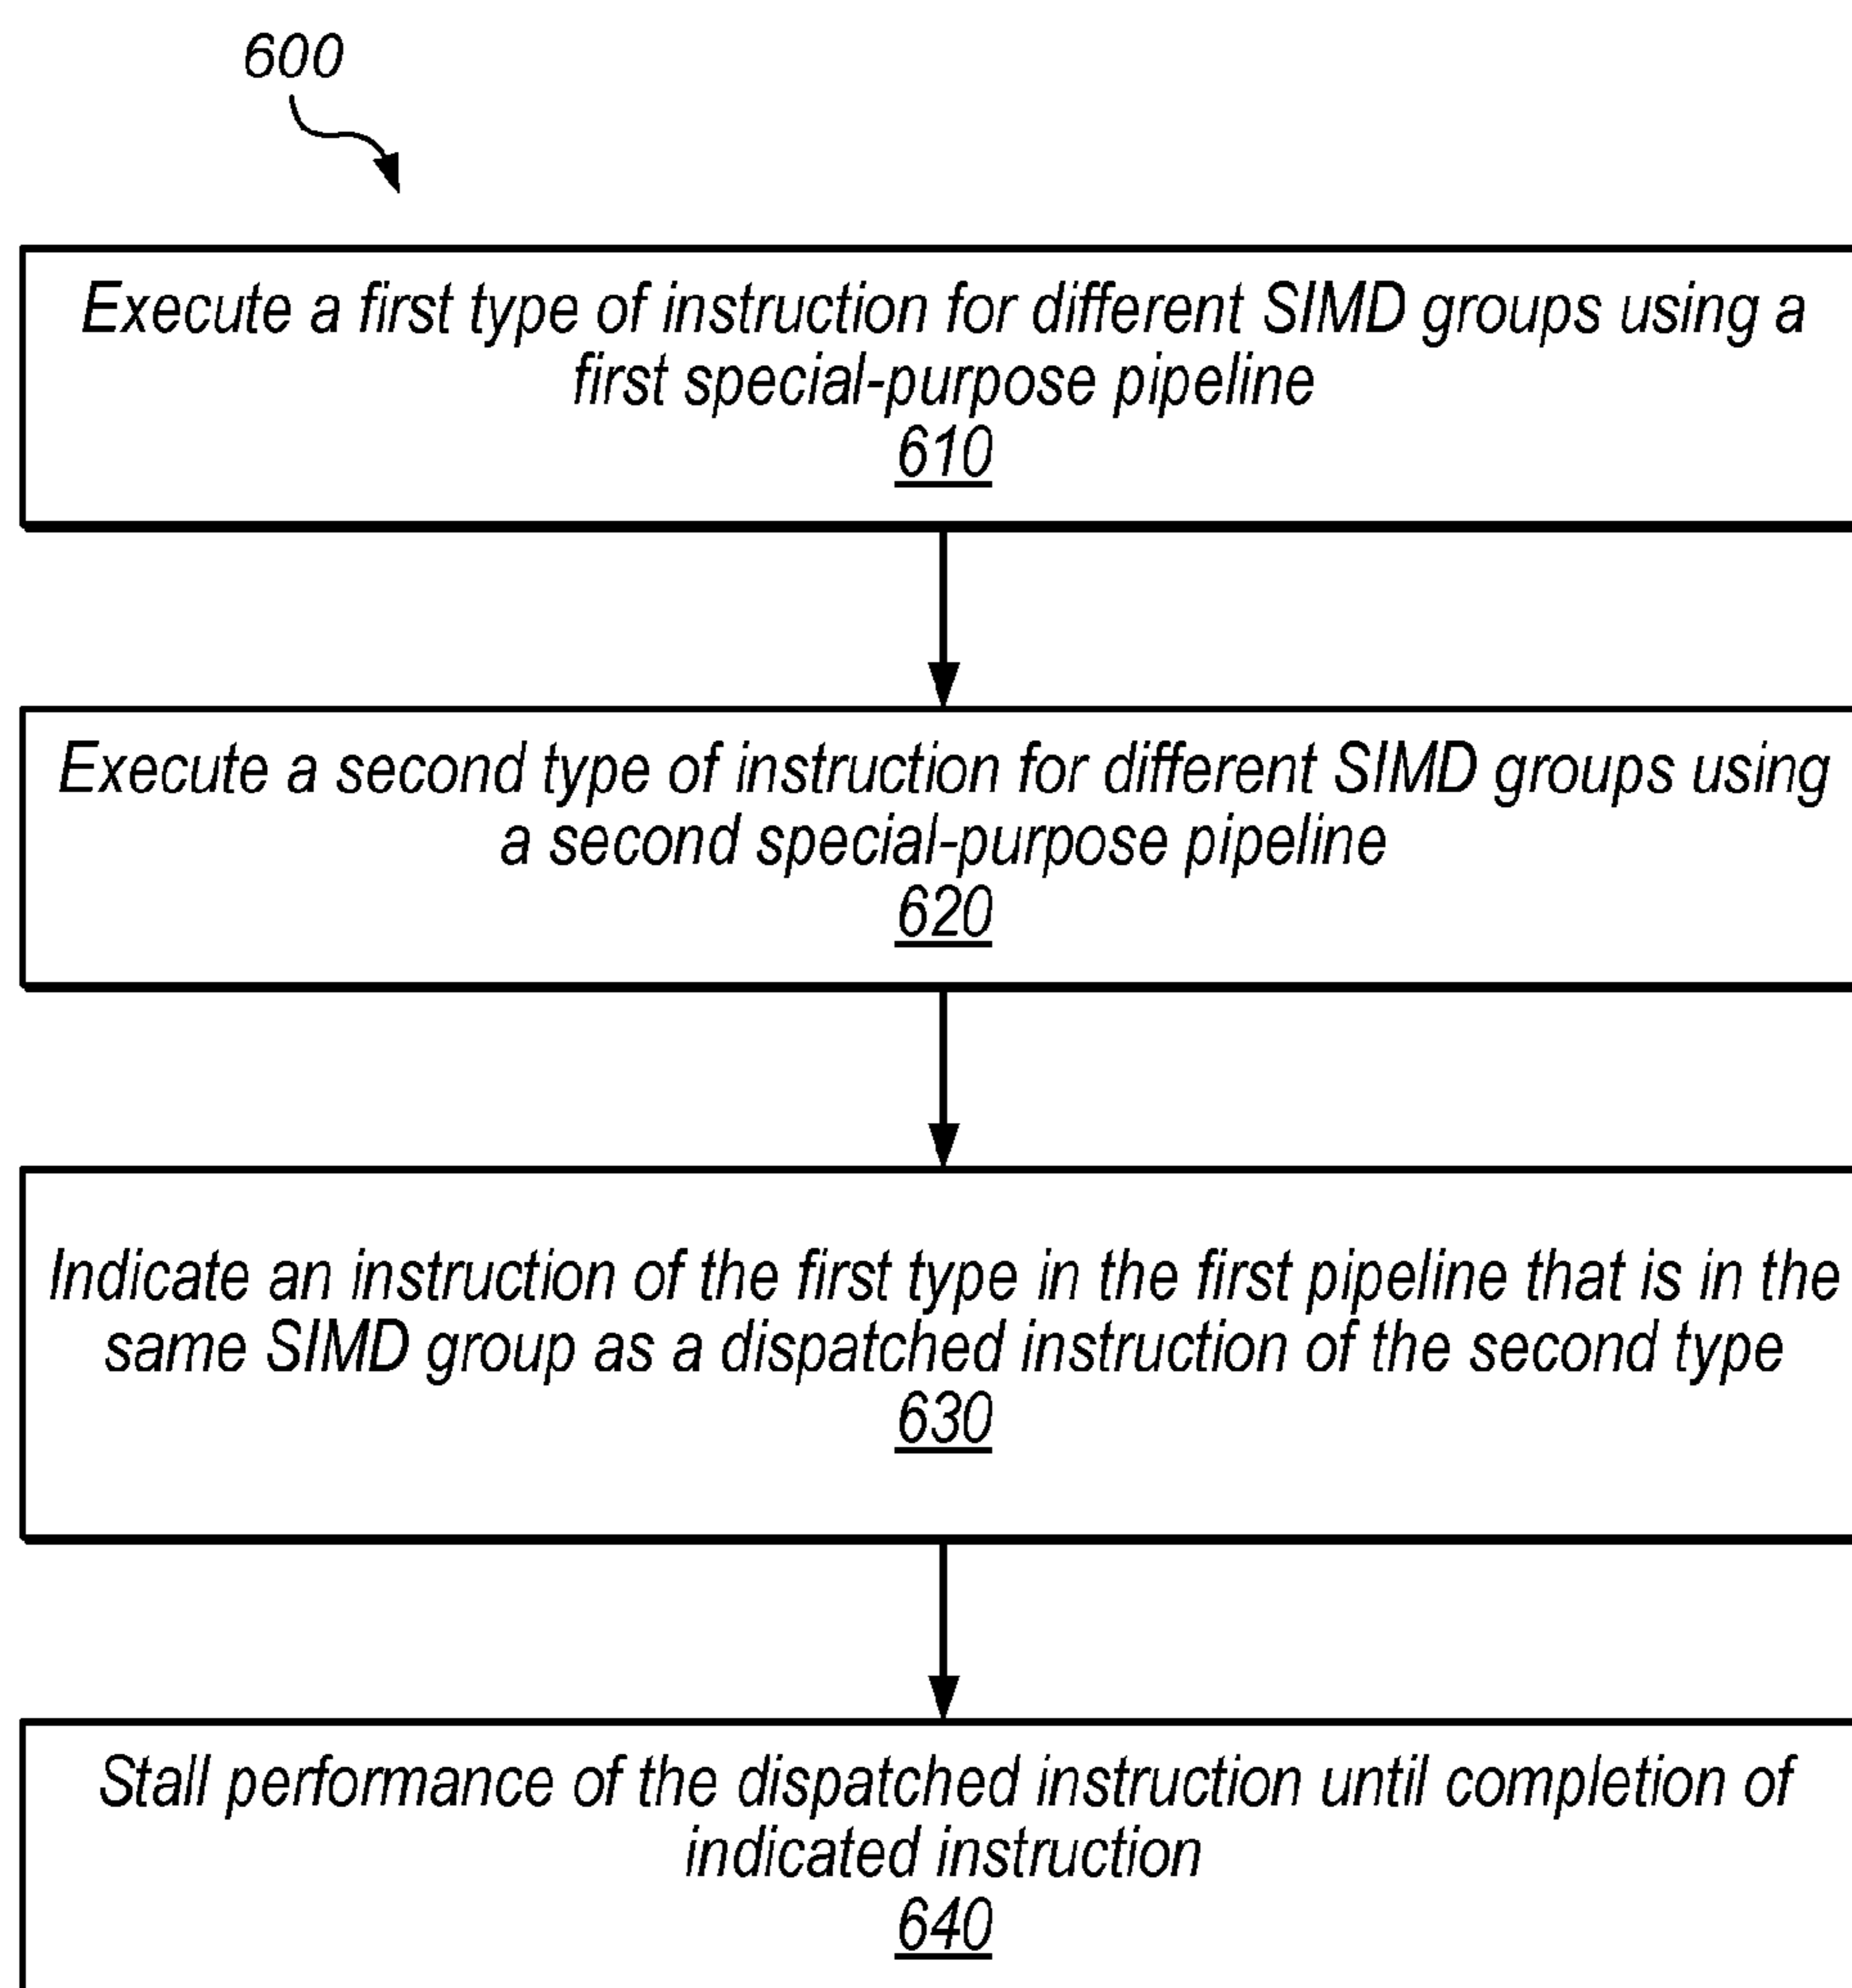 600
Execute a first type of instruction for different SIMD groups using a
first special-purpose pipeline
610
Execute a second type of instruction for different SIMD groups using
a second special-purpose pipeline
620
Indicate an instruction of the first type in the first pipeline that is in the
same SIMD group as a dispatched instruction of the second type
630
Stall performance of the dispatched instruction until completion of
indicated instruction
640